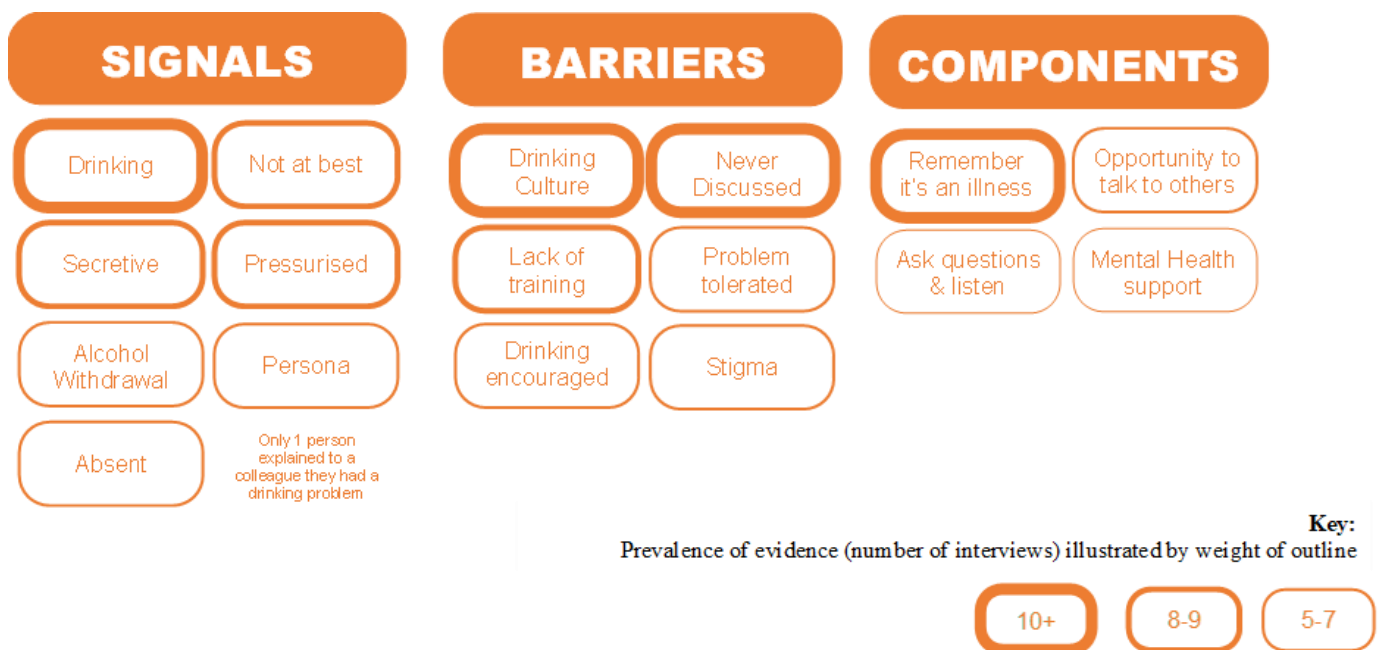 SIGNALS
Drinking
Not at best
Secretive
Pressurised
Alcohol
Withdrawal
Persona
Absent
Only 1 person
explained to a
colleague they had a
drinking problem
BARRIERS
Drinking
Culture
Never
Discussed
Lack of
training
Problem
tolerated
Drinking
encouraged
Stigma
COMPONENTS
Remember
it's an illness
Opportunity to
talk to others
Ask questions
& listen
Mental Health
support
Key:
Prevalence of evidence (number of interviews) illustrated by weight of outline
10+
8-9
5-7